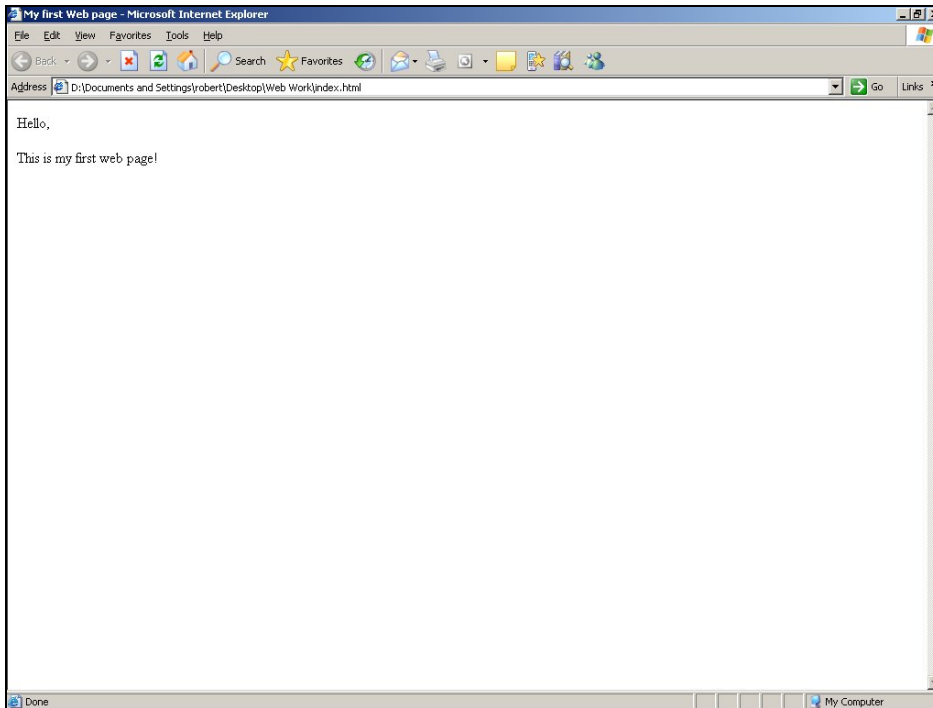 My first Web page - Microsoft Internet Explorer
File Edit View Favorites Tools Help
Back Search Favorites
Address D:\Documents and Settings\robert\Desktop\Web Work\index.html Go Links
Hello,
This is my first web page!
Done My Computer